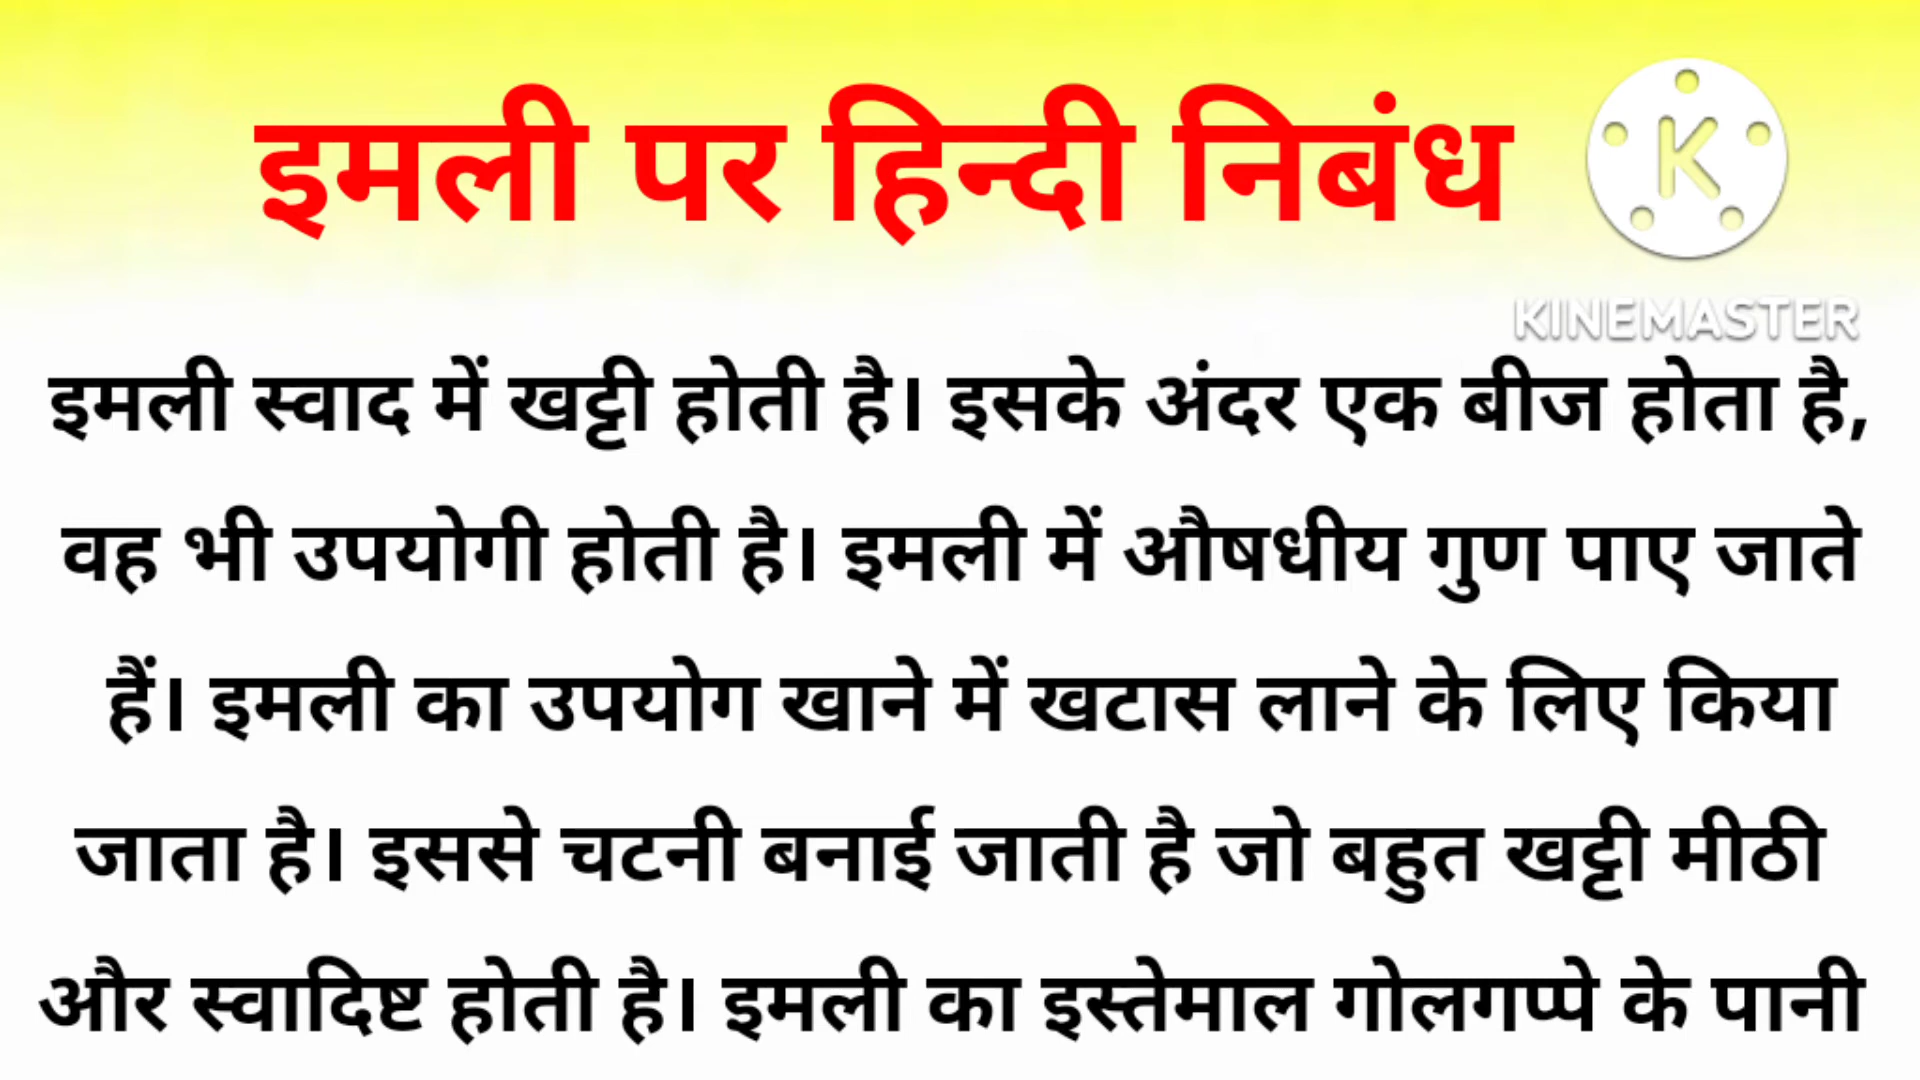 इमली पर हिन्दी निबंध
K
KINEMASTER
इमली स्वाद में खट्टी होती है। इसके अंदर एक बीज होता है,
वह भी उपयोगी होती है। इमली में औषधीय गुण पाए जाते
हैं। इमली का उपयोग खाने में खटास लाने के लिए किया
जाता है। इससे चटनी बनाई जाती है जो बहुत खट्टी मीठी
और स्वादिष्ट होती है। इमली का इस्तेमाल गोलगप्पे के पानी